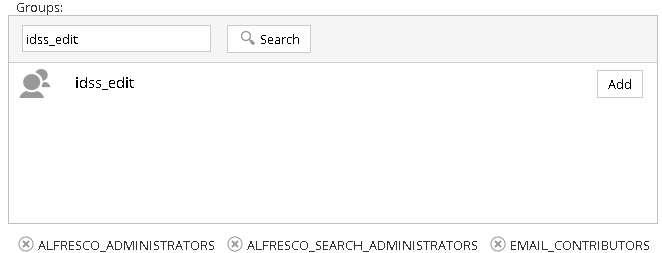 Groups:
idss_edit Search
idss_edit Add
ALFRESCO_ADMINISTRATORS ALFRESCO_SEARCH_ADMINISTRATORS EMAIL_CONTRIBUTORS